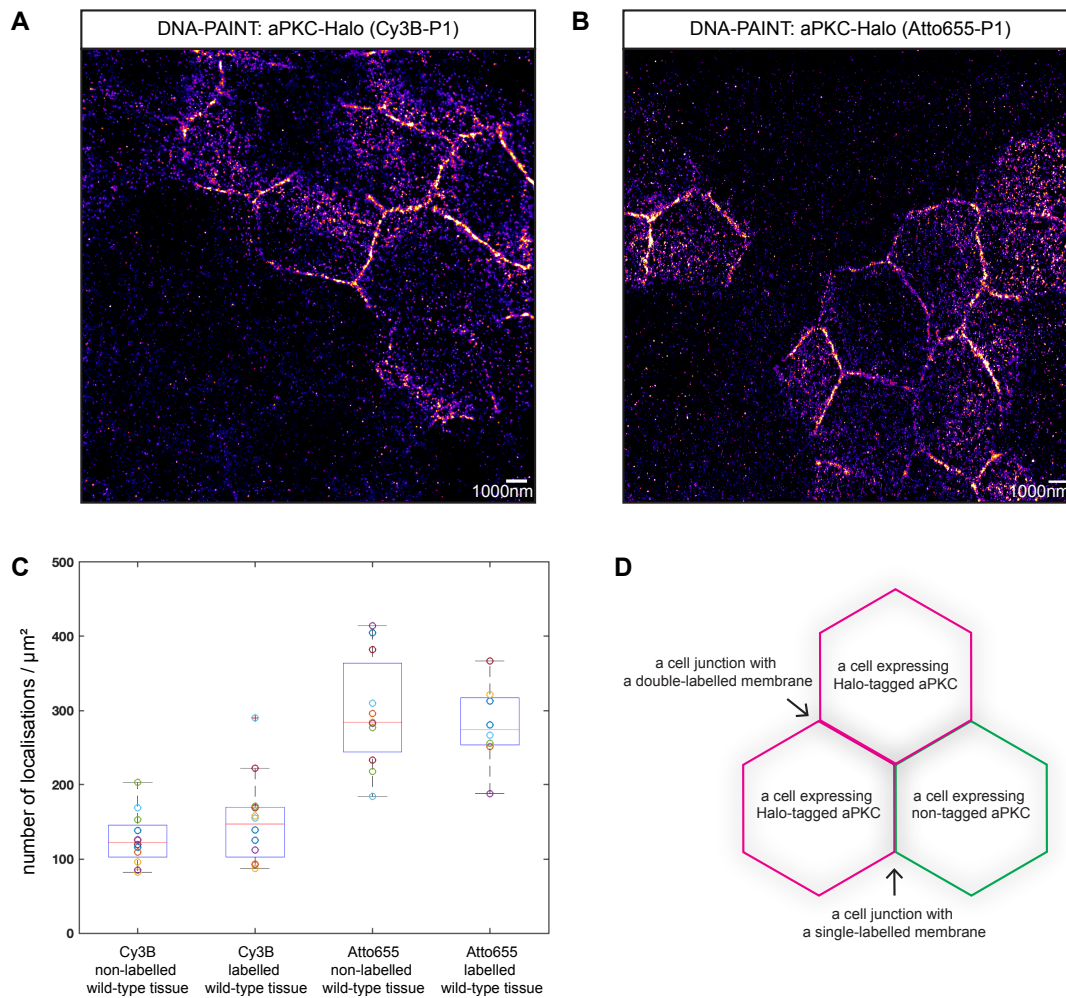 A
DNA-PAINT: aPKC-Halo (Cy3B-P1)
1000nm
B
DNA-PAINT: aPKC-Halo (Atto655-P1)
1000nm
C
number of localisations / µm²
500
400
300
200
100
0
Cy3B
non-labelled
wild-type tissue
Cy3B
labelled
wild-type tissue
Atto655
non-labelled
wild-type tissue
Atto655
labelled
wild-type tissue
D
a cell junction with
a double-labelled membrane
a cell expressing
Halo-tagged aPKC
a cell expressing
Halo-tagged aPKC
a cell expressing
non-tagged aPKC
a cell junction with
a single-labelled membrane